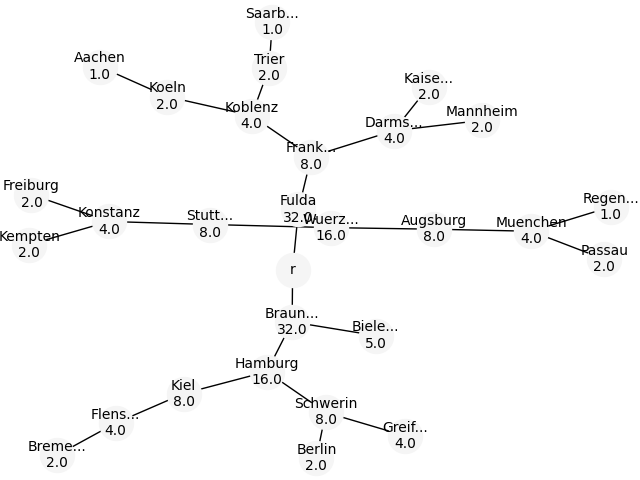 Saarb...
1.0
Aachen
1.0
Trier
2.0
Koeln
2.0
Kaise...
2.0
Koblenz
4.0
Mannheim
2.0
Darms...
4.0
Frank...
8.0
Freiburg
2.0
Fulda
32.0
Regen...
1.0
Konstanz
4.0
Stutt...
8.0
Wuerz...
16.0
Augsburg
8.0
Muenchen
4.0
Kempten
2.0
Passau
2.0
r
Braun...
32.0
Biele...
5.0
Hamburg
16.0
Kiel
8.0
Schwerin
8.0
Flens...
4.0
Greif...
4.0
Breme...
2.0
Berlin
2.0